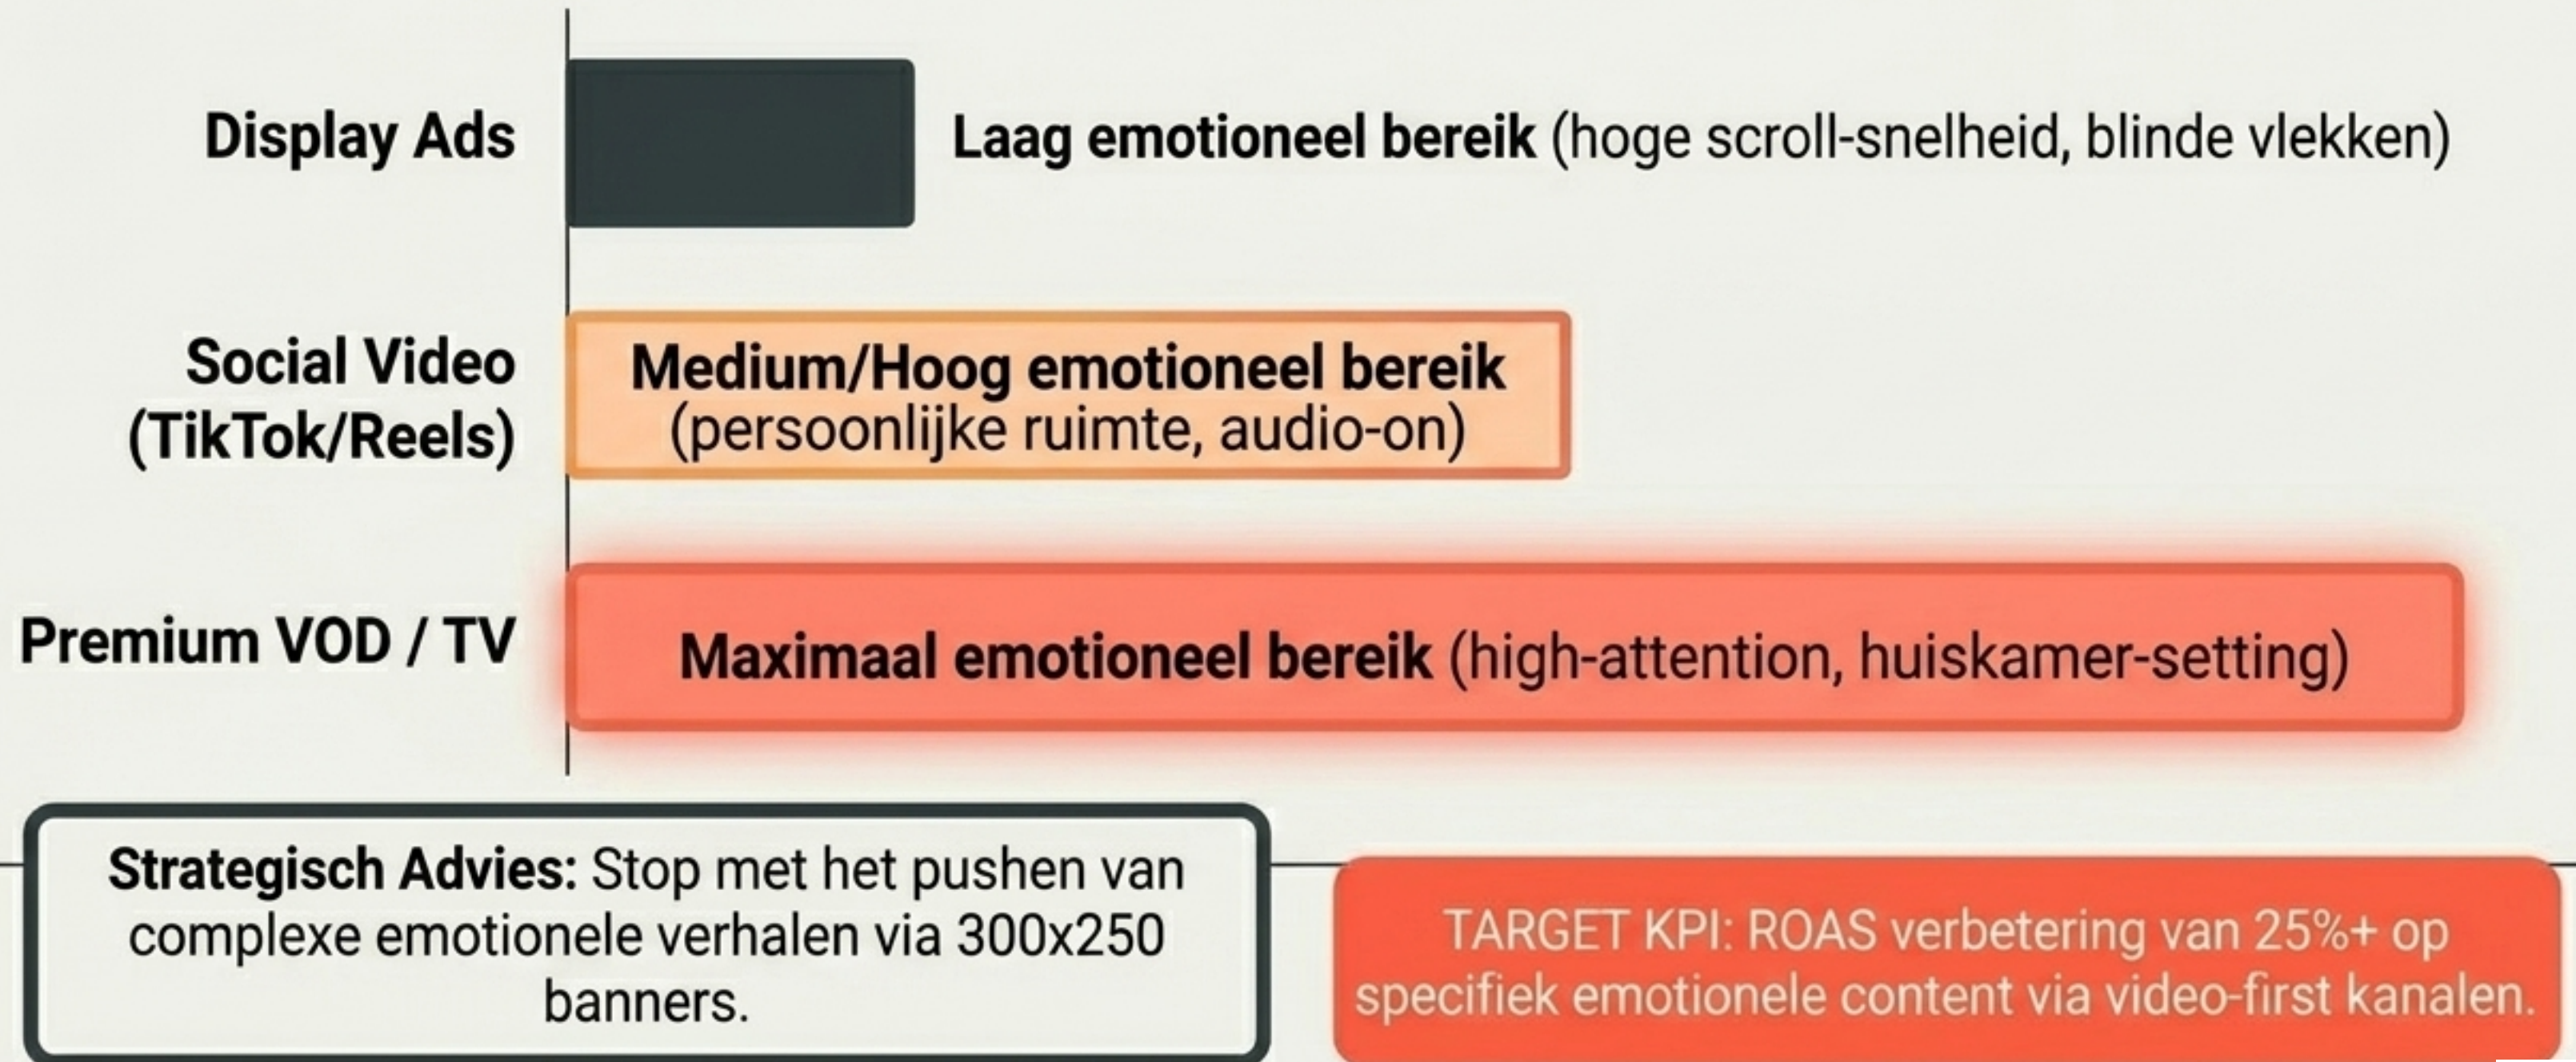 Display Ads
Laag emotioneel bereik (hoge scroll-snelheid, blinde vlekken)
Social Video
(TikTok/Reels)
Medium/Hoog emotioneel bereik
(persoonlijke ruimte, audio-on)
Premium VOD / TV
Maximaal emotioneel bereik (high-attention, huiskamer-setting)
Strategisch Advies: Stop met het pushen van
complexe emotionele verhalen via 300x250
banners.
TARGET KPI: ROAS verbetering van 25%+ op
specifiek emotionele content via video-first kanalen.